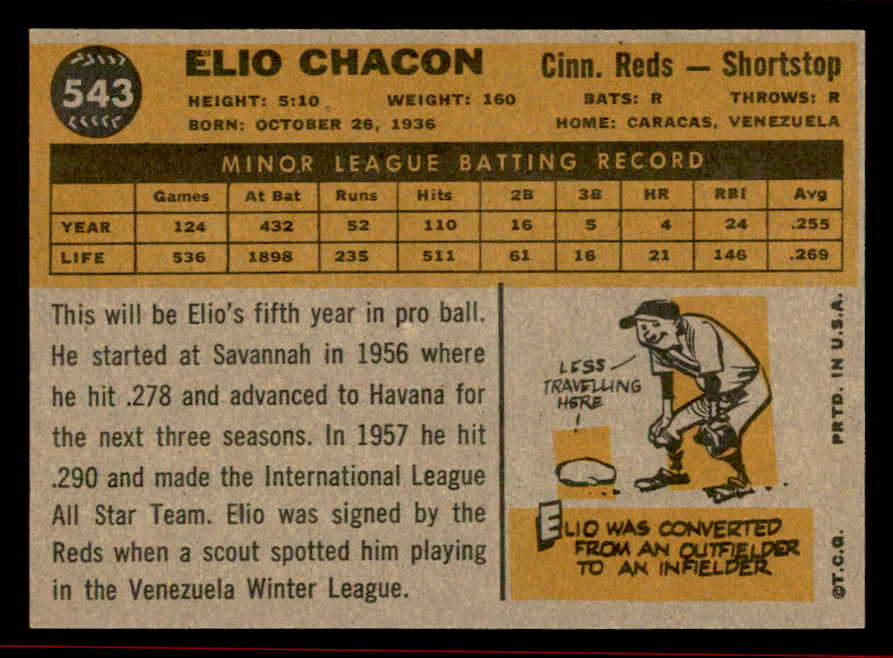 543
ELIO CHACON
Cinn. Reds — Shortstop
HEIGHT: 5:10 WEIGHT: 160 BATS: R THROWS: R
BORN: OCTOBER 26, 1936 HOME: CARACAS, VENEZUELA
MINOR LEAGUE BATTING RECORD
Games At Bat Runs Hits 2B 3B HR RBI Avg
YEAR 124 432 52 110 16 5 4 24 .255
LIFE 536 1898 235 511 61 16 21 146 .269
This will be Elio's fifth year in pro ball.
He started at Savannah in 1956 where
he hit .278 and advanced to Havana for
the next three seasons. In 1957 he hit
.290 and made the International League
All Star Team. Elio was signed by the
Reds when a scout spotted him playing
in the Venezuela Winter League.
LESS
TRAVELLING
HERE
ELIO WAS CONVERTED
FROM AN OUTFIELDER
TO AN INFIELDER
PRTD. IN U.S.A.
©T.C.G.